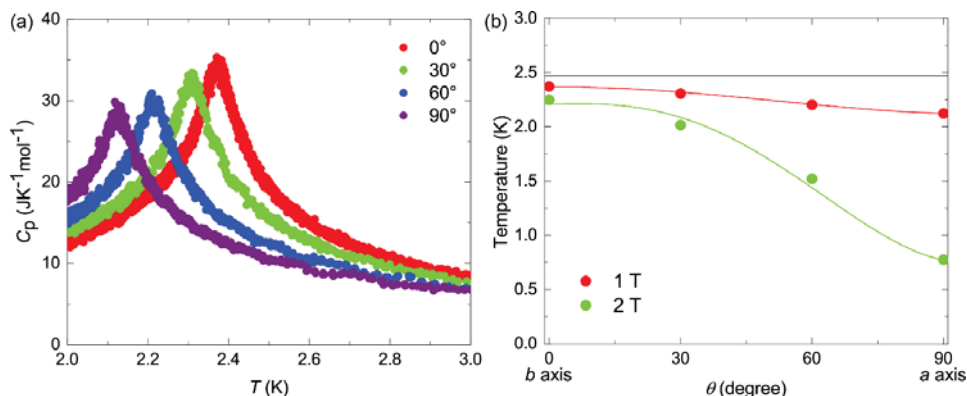 (a)
40
30
20
10
0
Cp (JK⁻¹mol⁻¹)
0°
30°
60°
90°
2.0 2.2 2.4 2.6 2.8 3.0
T (K)
(b)
3.0
2.5
2.0
1.5
1.0
0.5
0.0
Temperature (K)
1 T
2 T
0 30 60 90
b axis a axis
θ (degree)